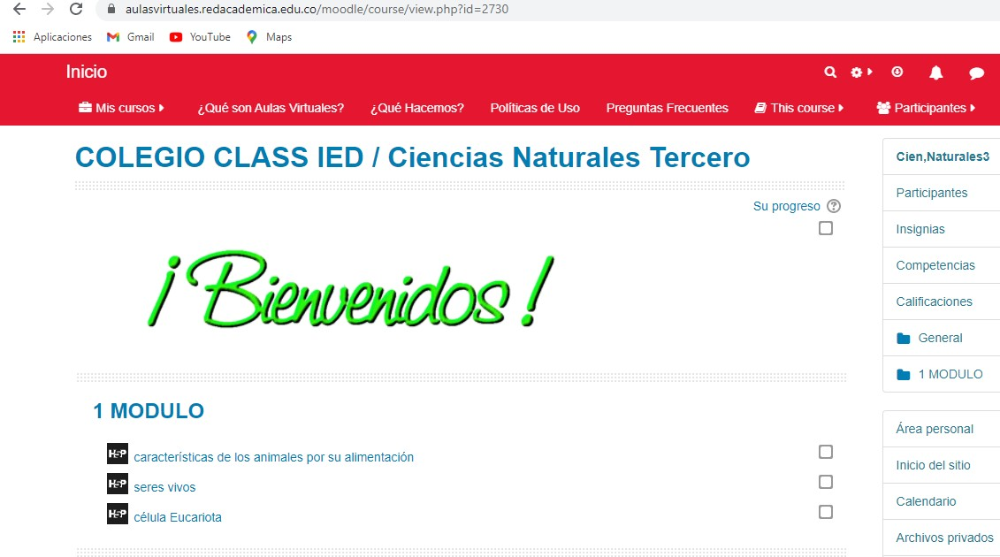 aulasvirtuales.redacademica.edu.co/moodle/course/view.php?id=2730
Aplicaciones Gmail YouTube Maps
Inicio
Mis cursos ¿Qué son Aulas Virtuales? ¿Qué Hacemos? Políticas de Uso Preguntas Frecuentes This course Participantes
COLEGIO CLASS IED / Ciencias Naturales Tercero
Su progreso
¡Bienvenidos!
1 MODULO
H5P características de los animales por su alimentación
H5P seres vivos
H5P célula Eucariota
Cien,Naturales3
Participantes
Insignias
Competencias
Calificaciones
General
1 MODULO
Área personal
Inicio del sitio
Calendario
Archivos privados